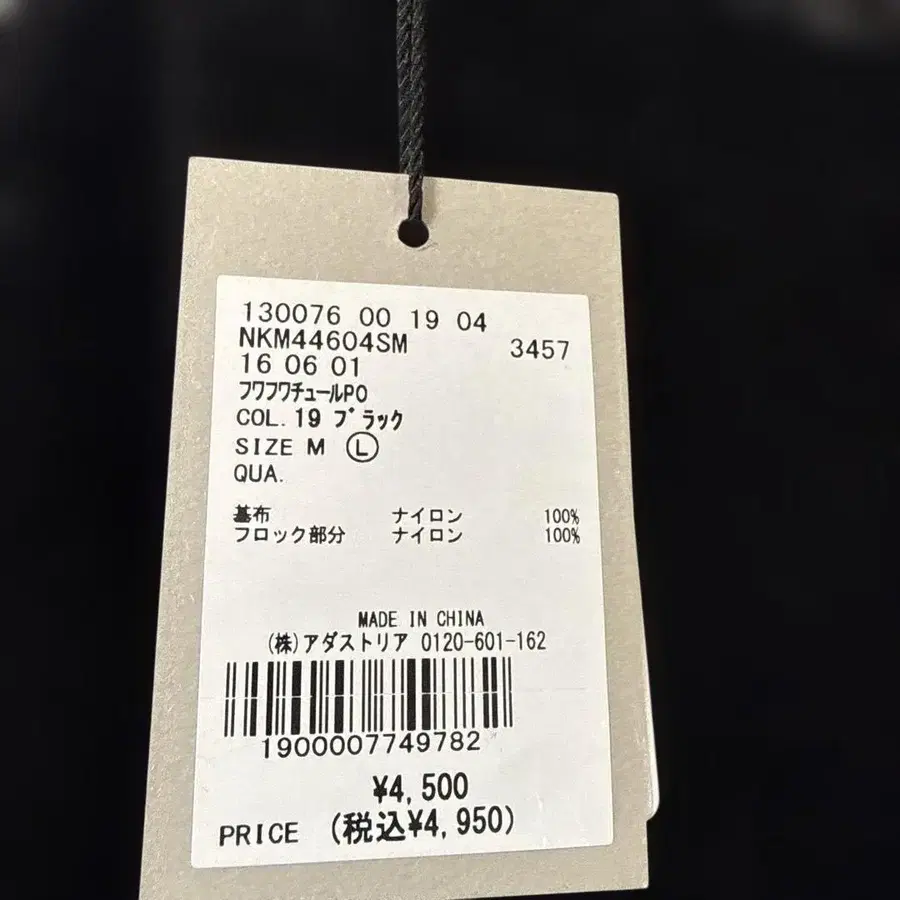 130076 00 19 04
NKM44604SM 3457
16 06 01
フワフワチュールPO
COL.19 ブラック
SIZE M Ⓛ
QUA.
基布 ナイロン 100%
フロック部分 ナイロン 100%
MADE IN CHINA
(株)アダストリア 0120-601-162
1900007749782
¥4,500
PRICE (税込¥4,950)